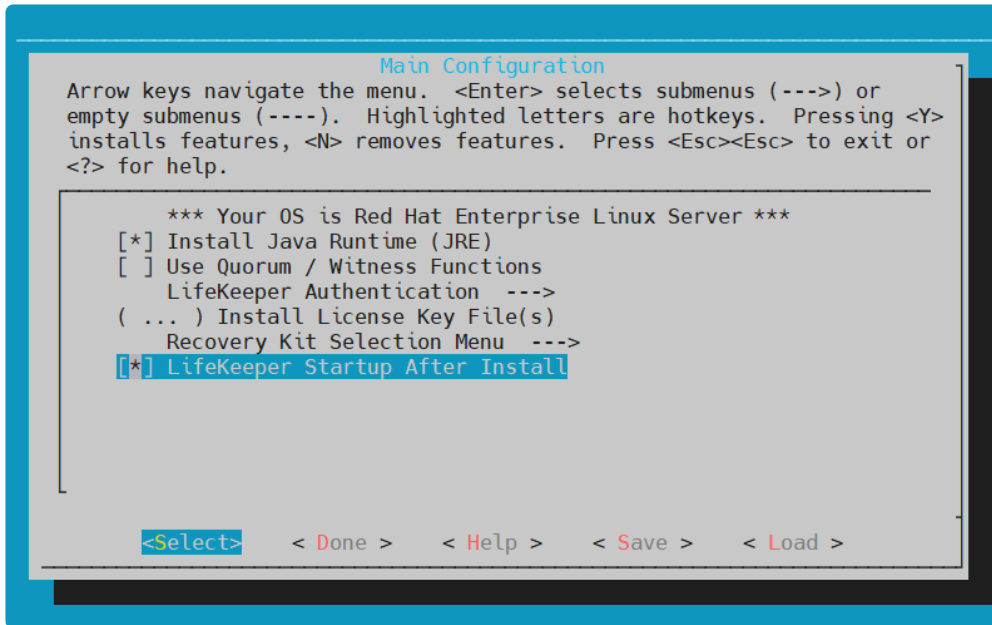 Main Configuration
Arrow keys navigate the menu.  <Enter> selects submenus (--->) or
empty submenus (----).  Highlighted letters are hotkeys.  Pressing <Y>
installs features, <N> removes features.  Press <Esc><Esc> to exit or
<?> for help.
*** Your OS is Red Hat Enterprise Linux Server ***
[*] Install Java Runtime (JRE)
[ ] Use Quorum / Witness Functions
LifeKeeper Authentication  --->
( ... ) Install License Key File(s)
Recovery Kit Selection Menu  --->
[*] LifeKeeper Startup After Install
<Select>    < Done >    < Help >    < Save >    < Load >